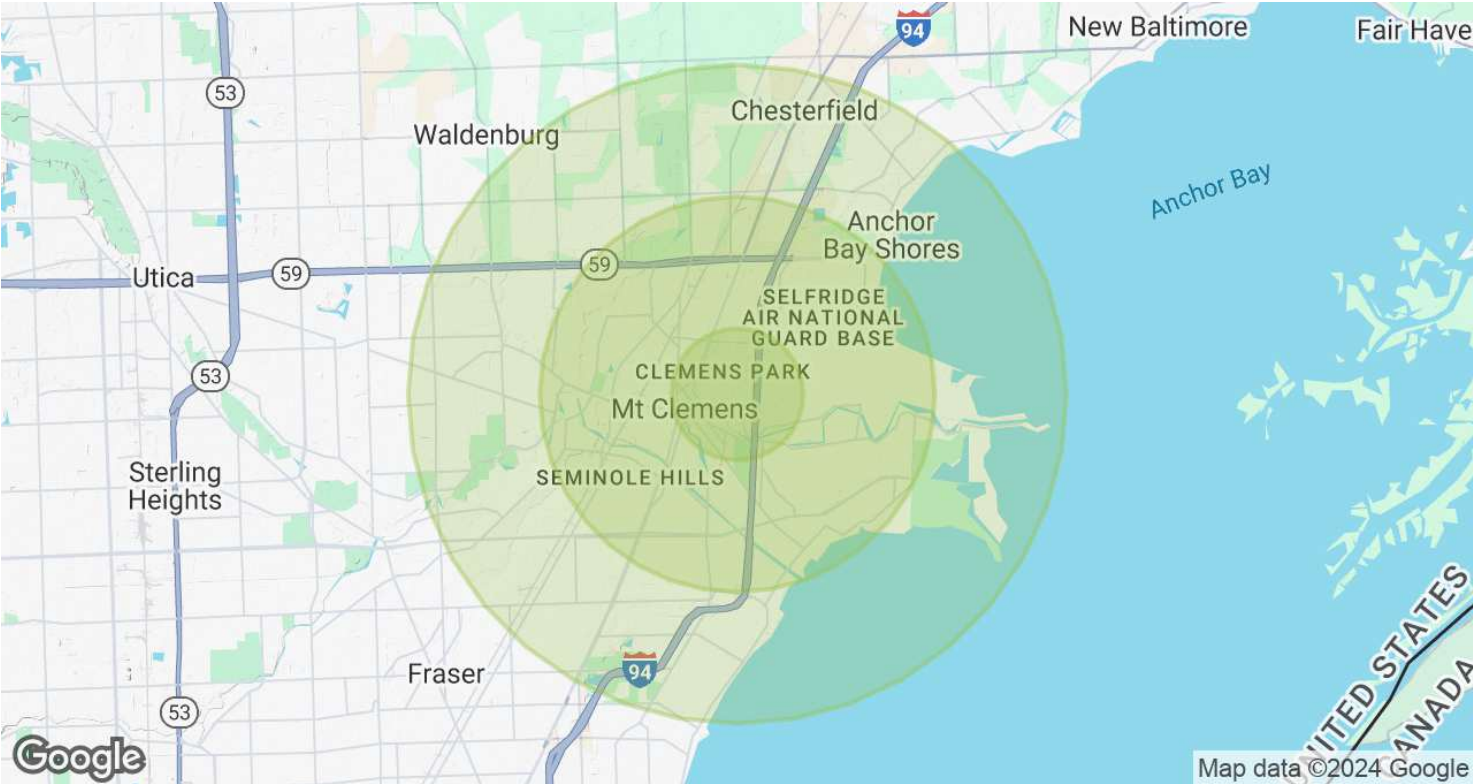 94
New Baltimore
Fair Have
53
Chesterfield
Waldenburg
Anchor Bay
Anchor
Bay Shores
59
59
Utica
SELFRIDGE
AIR NATIONAL
GUARD BASE
CLEMENS PARK
53
Mt Clemens
Sterling
Heights
SEMINOLE HILLS
UNITED STATES
CANADA
Fraser
94
53
Google
Map data ©2024 Google